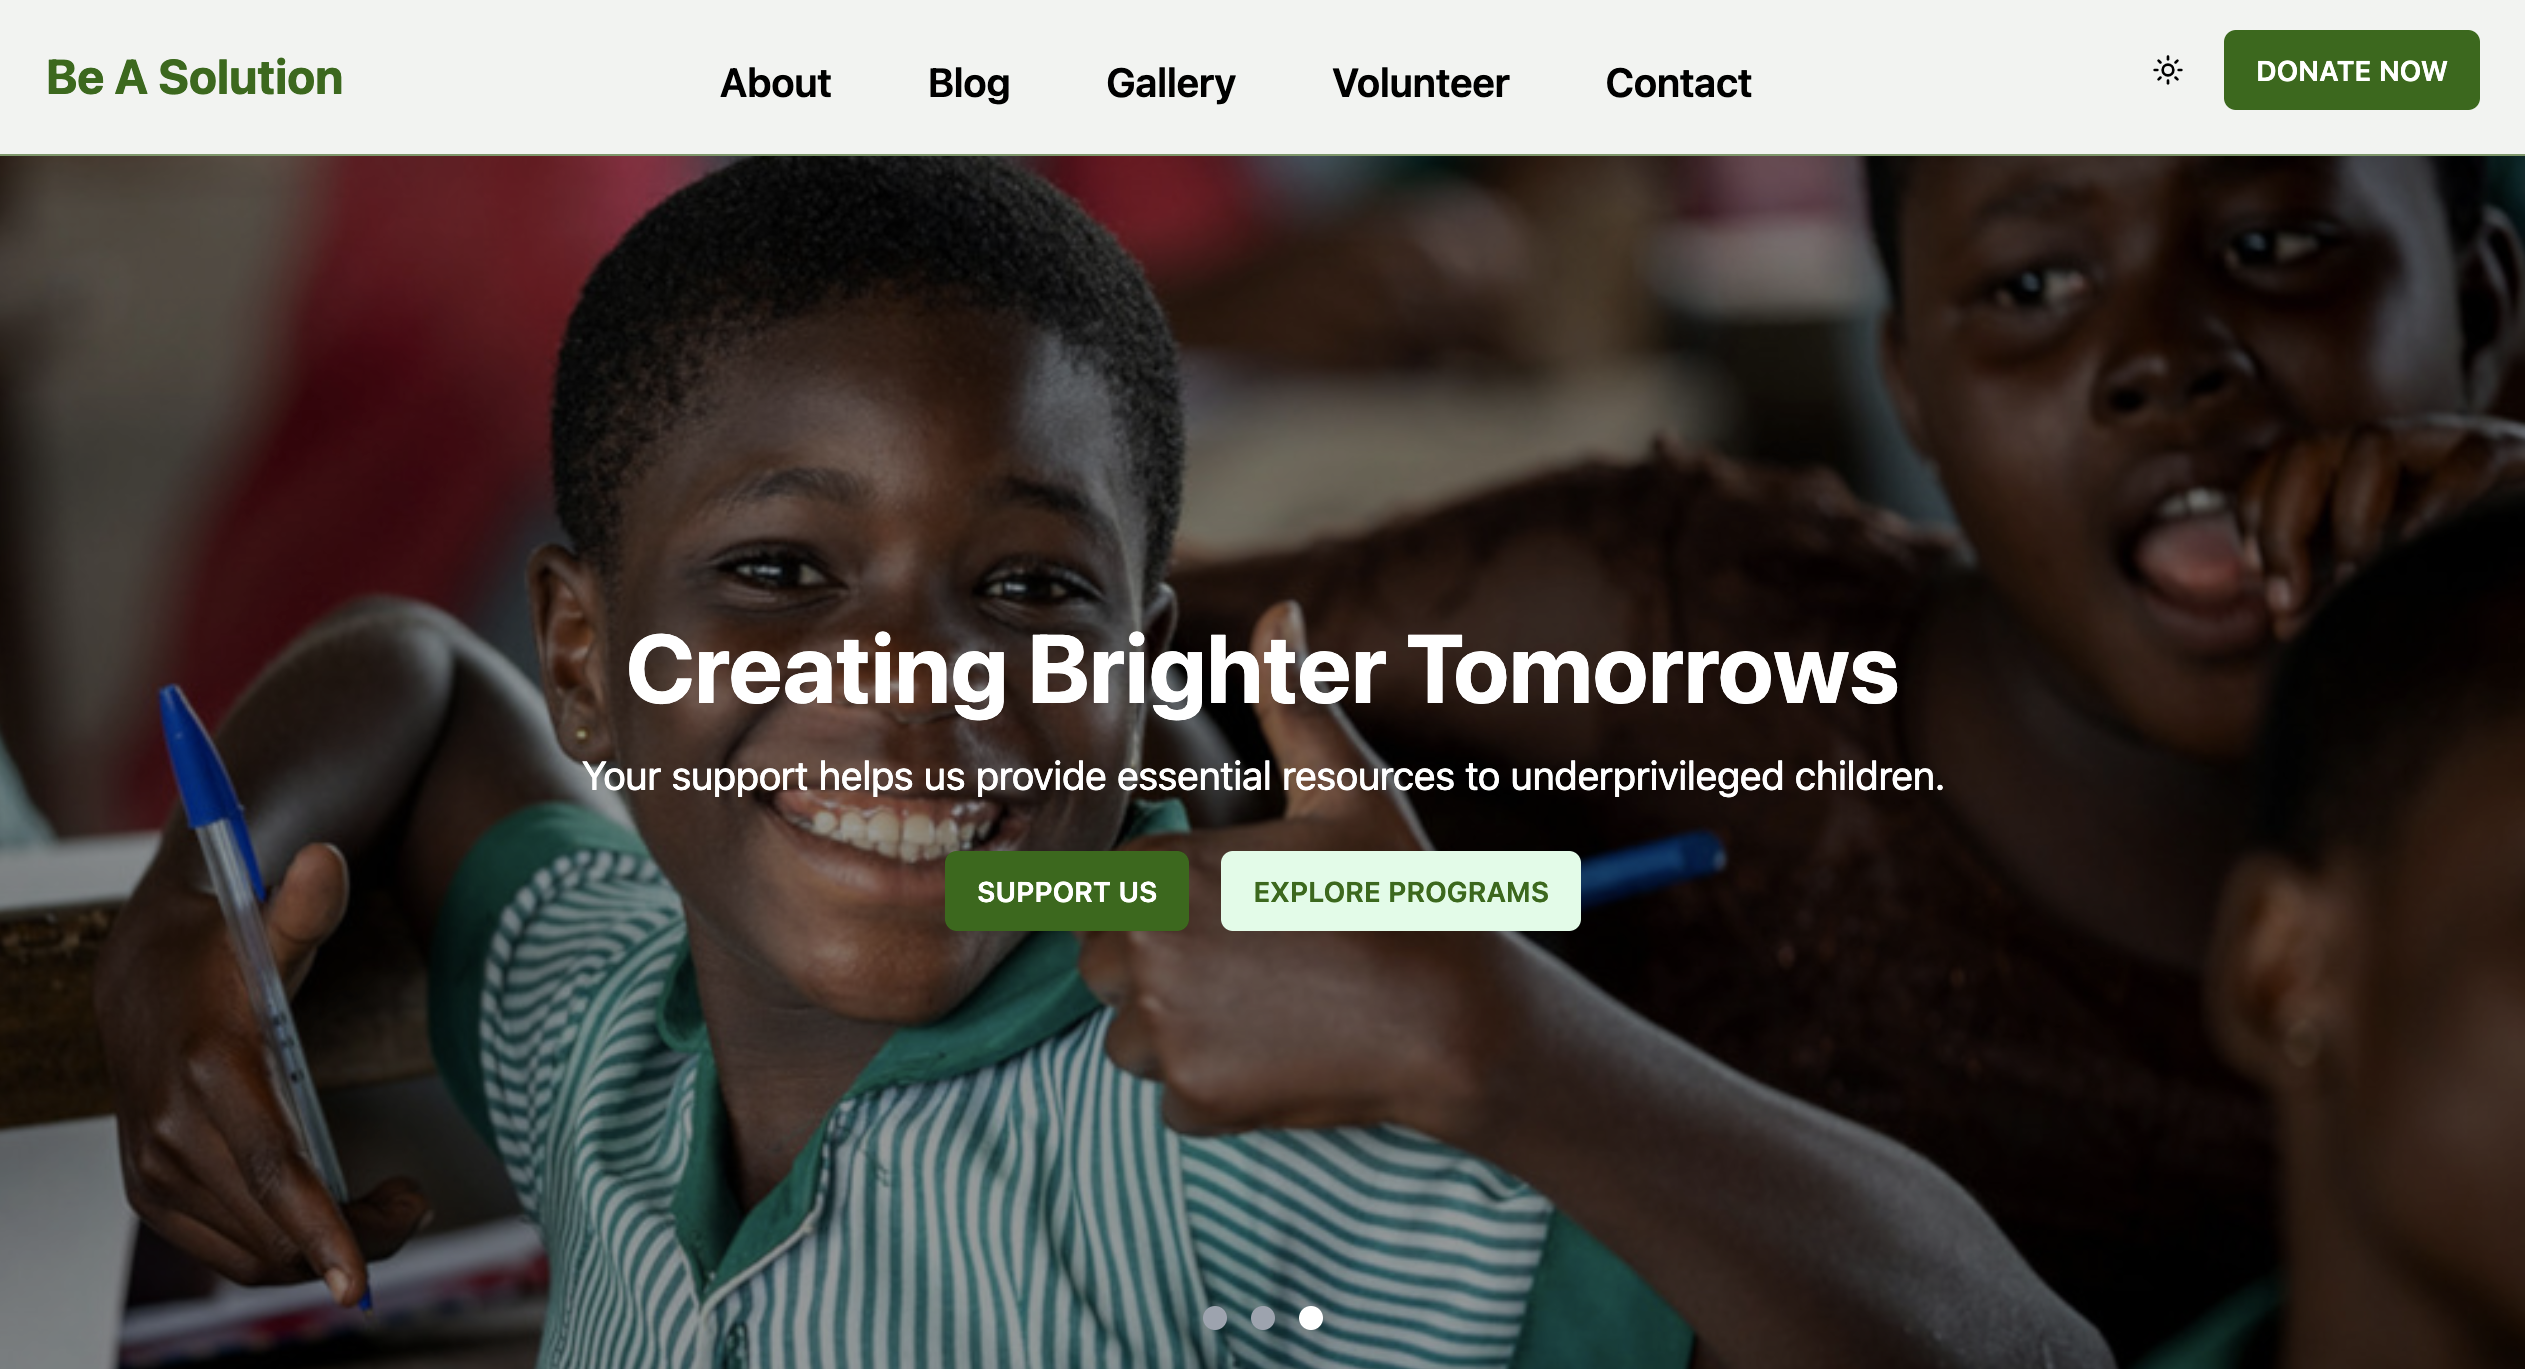 Be A Solution
About Blog Gallery Volunteer Contact
DONATE NOW
Creating Brighter Tomorrows
Your support helps us provide essential resources to underprivileged children.
SUPPORT US
EXPLORE PROGRAMS